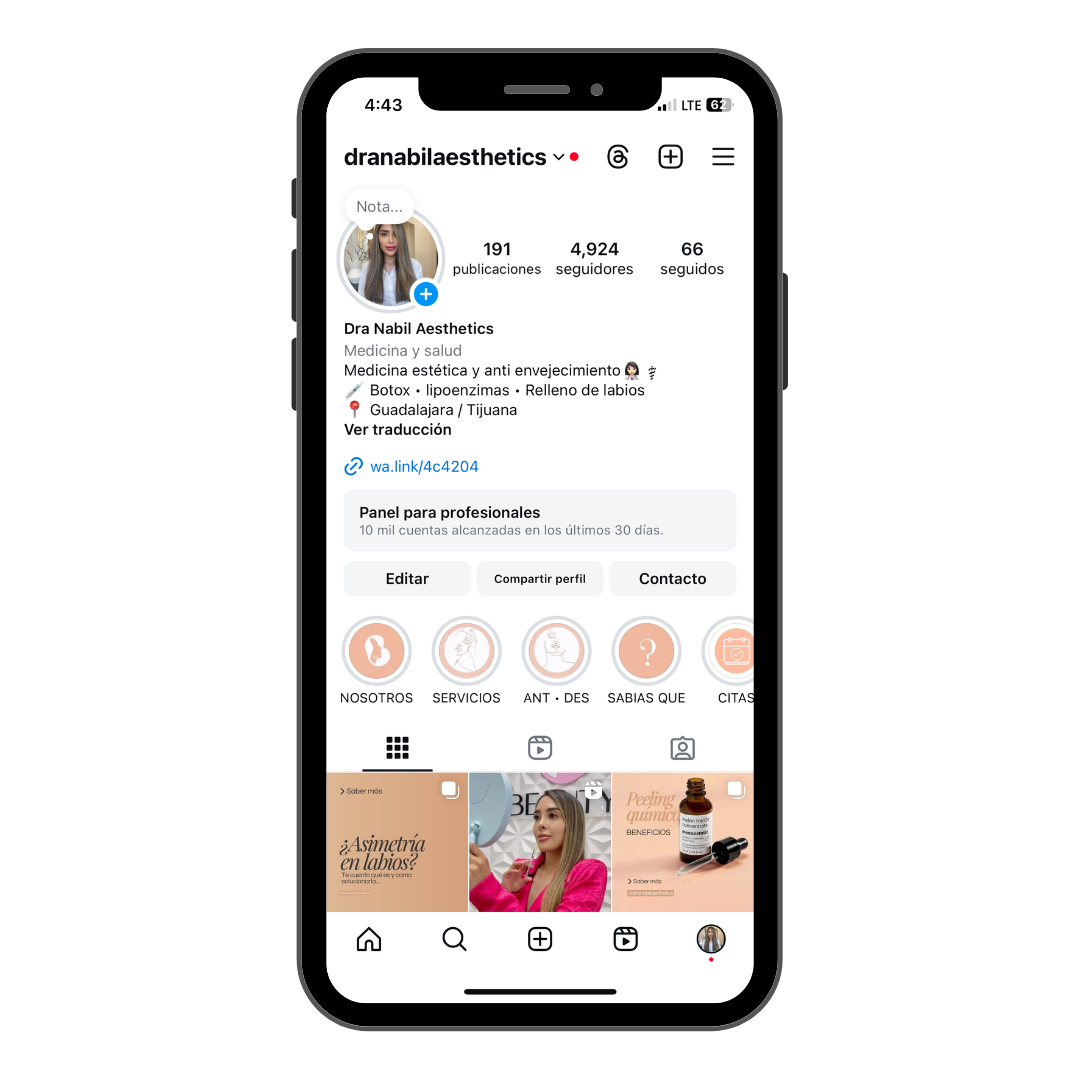 4:43
LTE 62
dranabilaesthetics
Nota...
191
publicaciones
4,924
seguidores
66
seguidos
Dra Nabil Aesthetics
Medicina y salud
Medicina estética y anti envejecimiento
Botox • lipoenzimas • Relleno de labios
Guadalajara / Tijuana
Ver traducción
wa.link/4c4204
Panel para profesionales
10 mil cuentas alcanzadas en los últimos 30 días.
Editar
Compartir perfil
Contacto
NOSOTROS
SERVICIOS
ANT • DES
SABIAS QUE
CITAS
?
Saber más
¿Asimetría
en labios?
Te cuento qué es y como
solucionarlo...
BEAUTY
Peeling
químico
BENEFICIOS
concentrate
mesoestetic
Saber más